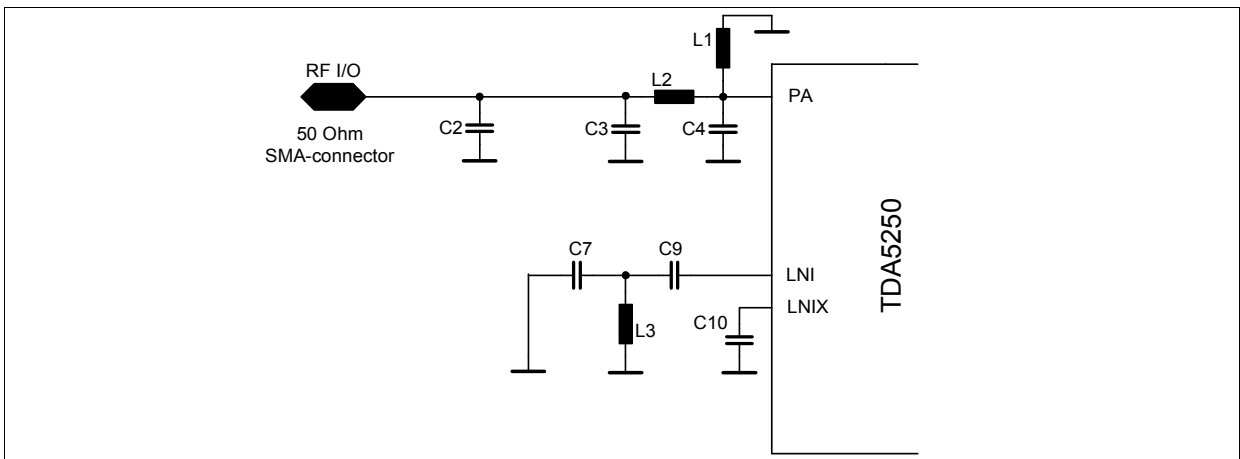 L1
RF I/O
L2
PA
C2
C3
C4
50 Ohm
SMA-connector
TDA5250
C7
C9
LNI
LNIX
C10
L3